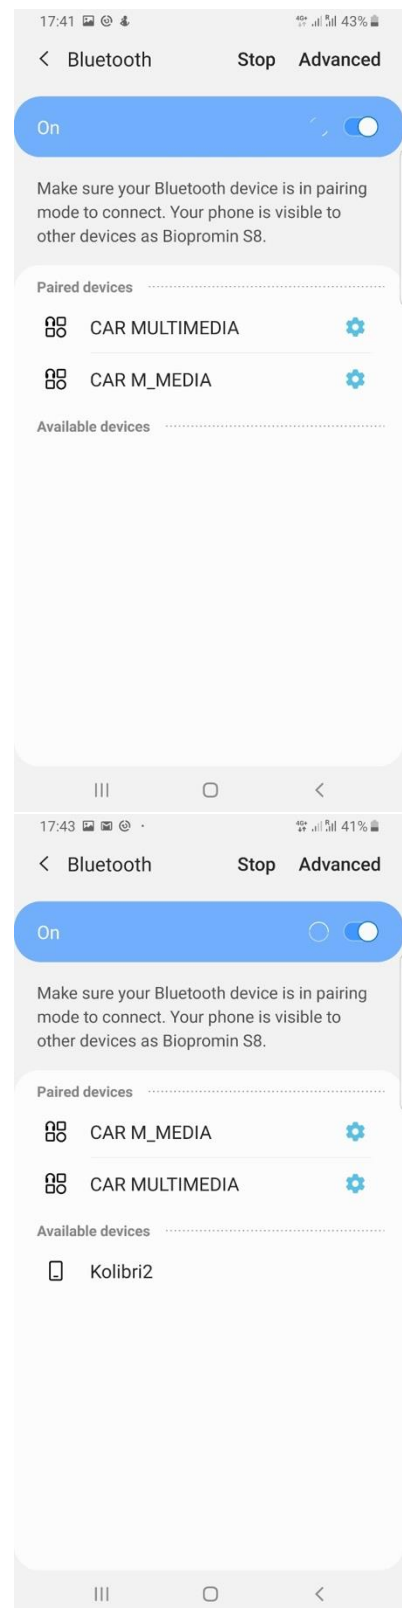 17:41 43%
Bluetooth Stop Advanced
On
Make sure your Bluetooth device is in pairing
mode to connect. Your phone is visible to
other devices as Biopromin S8.
Paired devices
CAR MULTIMEDIA
CAR M_MEDIA
Available devices
17:43 4G+ R 41%
Bluetooth Stop Advanced
On
Make sure your Bluetooth device is in pairing
mode to connect. Your phone is visible to
other devices as Biopromin S8.
Paired devices
CAR M_MEDIA
CAR MULTIMEDIA
Available devices
Kolibri2